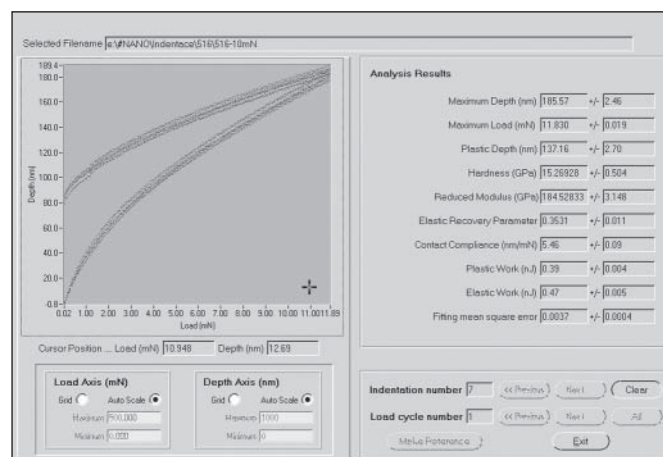 Selected Filename e:\#NANO\Indentace\516\516-10mN
189.4
180.0
160.0
140.0
120.0
100.0
80.0
60.0
40.0
20.0
-0.8
Depth (nm)
0.02 1.00 2.00 3.00 4.00 5.00 6.00 7.00 8.00 9.00 10.00 11.00 11.89
Load (mN)
Cursor Position ... Load (mN) 10.948 Depth (nm) 12.69
Load Axis (mN)
Grid Auto Scale
Maximum 500.000
Minimum 0.000
Depth Axis (nm)
Grid Auto Scale
Maximum 1000
Minimum 0
Analysis Results
Maximum Depth (nm) 185.57 +/- 2.46
Maximum Load (mN) 11.830 +/- 0.019
Plastic Depth (nm) 137.16 +/- 2.70
Hardness (GPa) 15.26928 +/- 0.504
Reduced Modulus (GPa) 184.52833 +/- 3.148
Elastic Recovery Parameter 0.3531 +/- 0.011
Contact Compliance (nm/mN) 5.46 +/- 0.09
Plastic Work (nJ) 0.39 +/- 0.004
Elastic Work (nJ) 0.47 +/- 0.005
Fitting mean square error 0.0037 +/- 0.0004
Indentation number 7 << Previous Next Clear
Load cycle number 1 << Previous Next All
Make Reference Exit